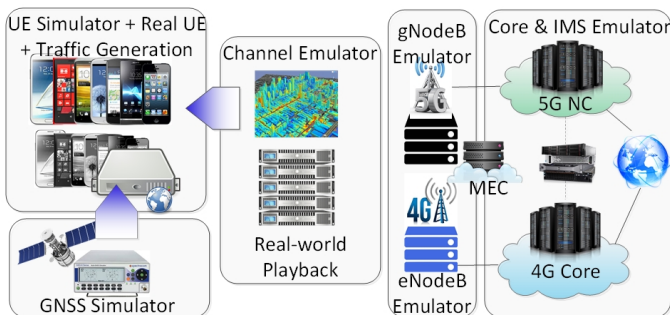 UE Simulator + Real UE
+ Traffic Generation
GNSS Simulator
Channel Emulator
Real-world
Playback
gNodeB
Emulator
5G
MEC
4G
eNodeB
Emulator
Core & IMS Emulator
5G NC
4G Core